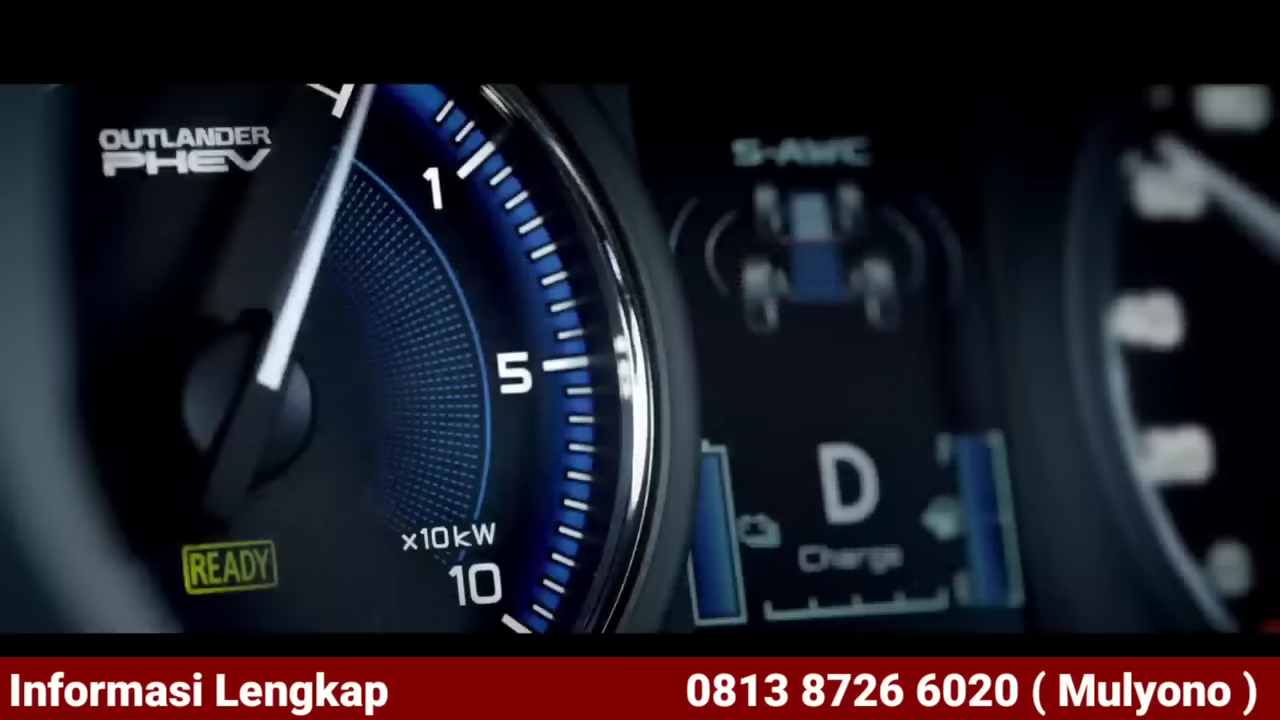 OUTLANDER
PHEV
1
5
x10kW
10
READY
S-AWC
D
Charge
Informasi Lengkap
0813 8726 6020 ( Mulyono )